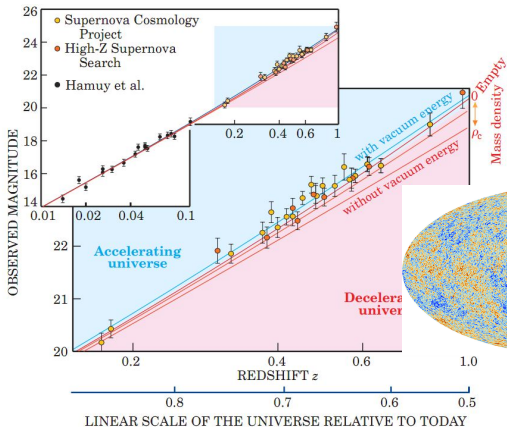 26
24
22
20
18
16
14
Supernova Cosmology
Project
High-Z Supernova
Search
Hamuy et al.
0.2
0.4
0.6
1
0.01
0.02
0.04
0.1
OBSERVED MAGNITUDE
22
21
20
with vacuum energy
without vacuum energy
Empty
0
ρc
Mass density
Accelerating
universe
Decelera
univer
0.2
0.4
0.6
1.0
REDSHIFT z
0.8
0.7
0.6
0.5
LINEAR SCALE OF THE UNIVERSE RELATIVE TO TODAY